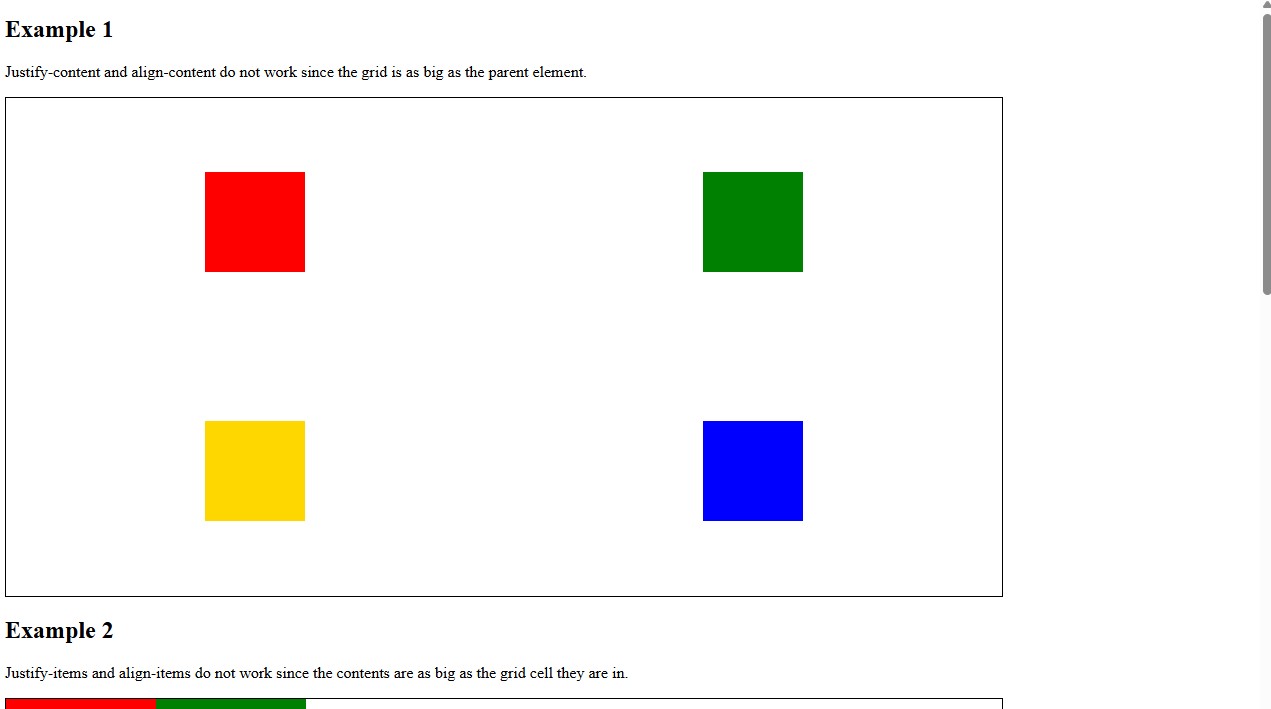 Example 1
Justify-content and align-content do not work since the grid is as big as the parent element.
Example 2
Justify-items and align-items do not work since the contents are as big as the grid cell they are in.